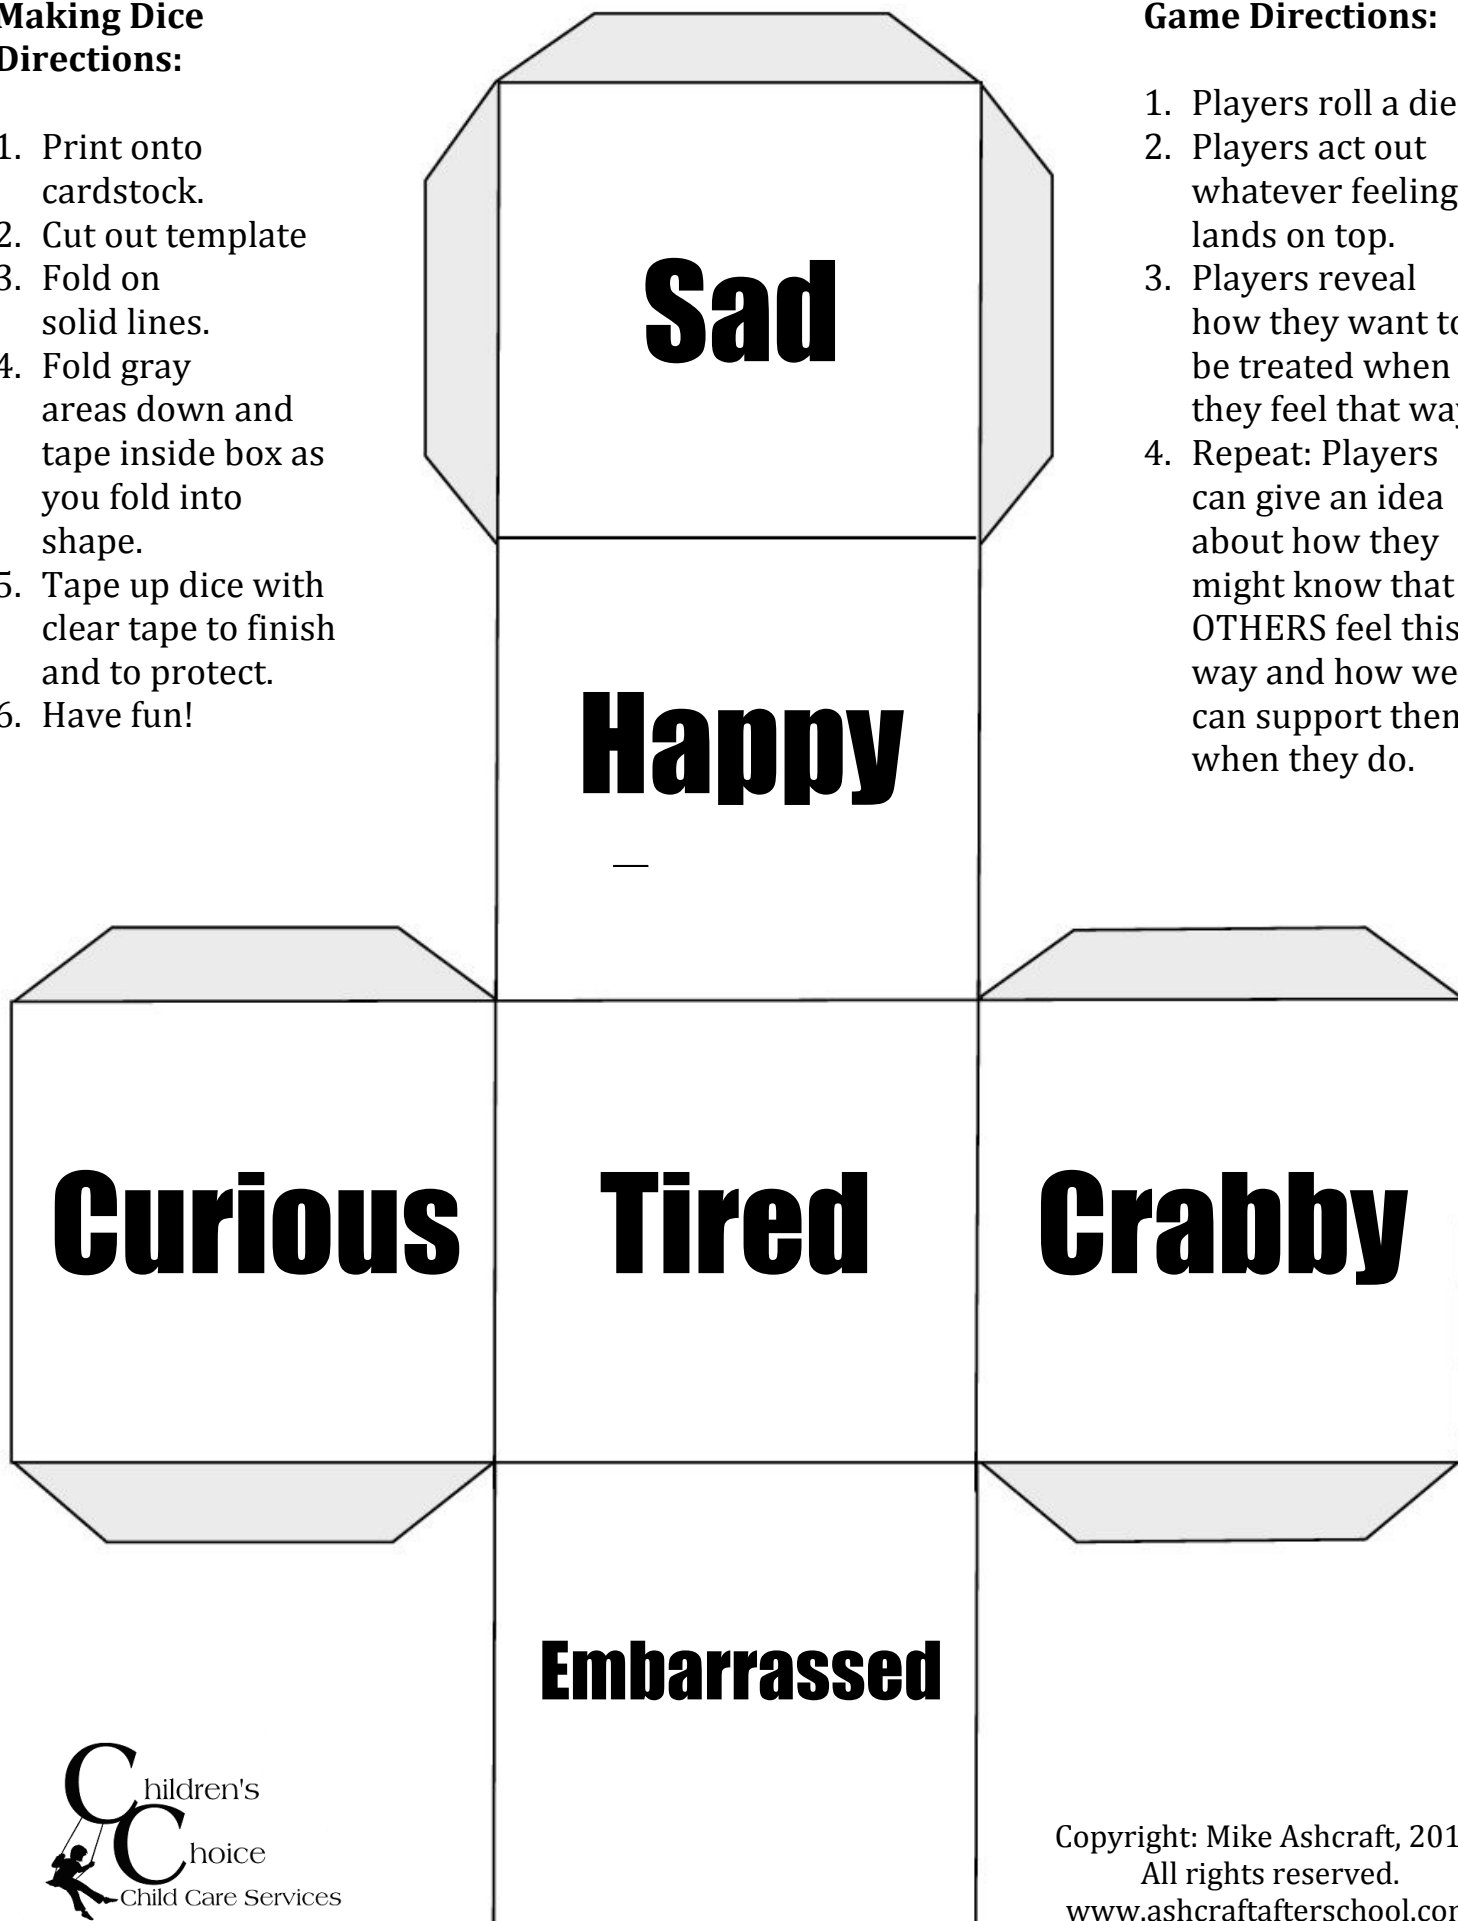 Making Dice
Directions:
1. Print onto
cardstock.
2. Cut out template
3. Fold on
solid lines.
4. Fold gray
areas down and
tape inside box as
you fold into
shape.
5. Tape up dice with
clear tape to finish
and to protect.
6. Have fun!
Game Directions:
1. Players roll a die
2. Players act out
whatever feeling
lands on top.
3. Players reveal
how they want to
be treated when
they feel that way
4. Repeat: Players
can give an idea
about how they
might know that
OTHERS feel this
way and how we
can support them
when they do.
Sad
Happy
Curious Tired Crabby
Embarrassed
Children's
Choice
Child Care Services
Copyright: Mike Ashcraft, 201
All rights reserved.
www.ashcraftafterschool.com